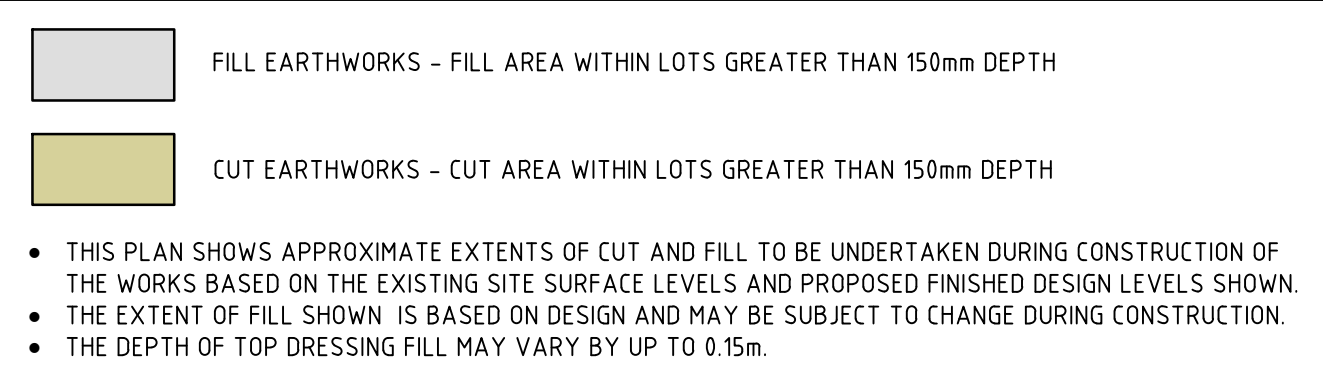 FILL EARTHWORKS - FILL AREA WITHIN LOTS GREATER THAN 150mm DEPTH
CUT EARTHWORKS - CUT AREA WITHIN LOTS GREATER THAN 150mm DEPTH
• THIS PLAN SHOWS APPROXIMATE EXTENTS OF CUT AND FILL TO BE UNDERTAKEN DURING CONSTRUCTION OF
THE WORKS BASED ON THE EXISTING SITE SURFACE LEVELS AND PROPOSED FINISHED DESIGN LEVELS SHOWN.
• THE EXTENT OF FILL SHOWN IS BASED ON DESIGN AND MAY BE SUBJECT TO CHANGE DURING CONSTRUCTION.
• THE DEPTH OF TOP DRESSING FILL MAY VARY BY UP TO 0.15m.